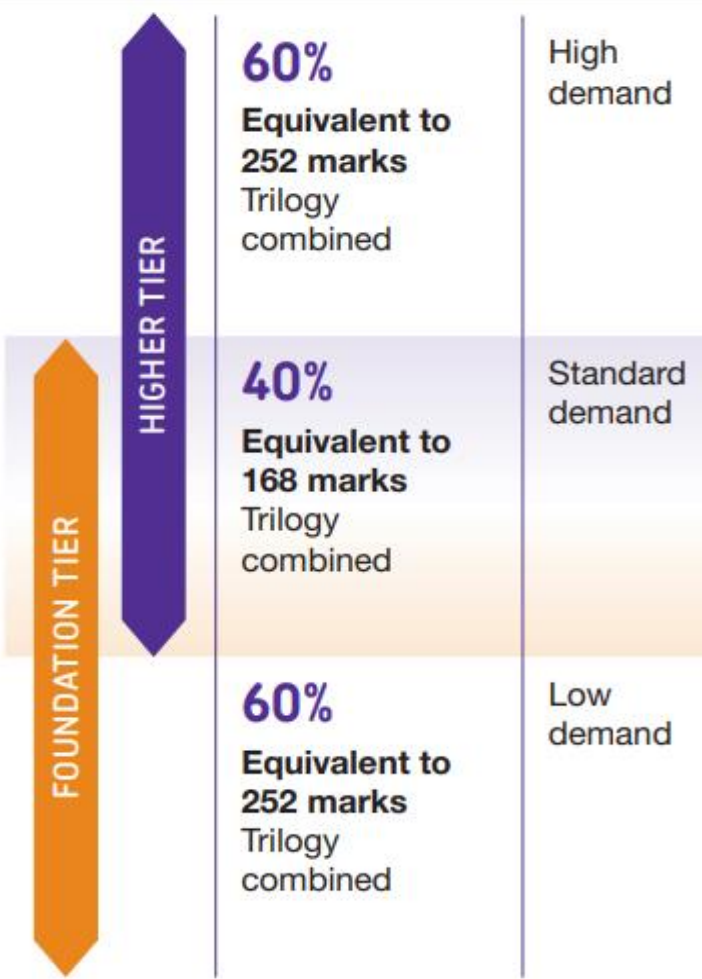 HIGHER TIER
FOUNDATION TIER
60%
Equivalent to
252 marks
Trilogy
combined
High
demand
40%
Equivalent to
168 marks
Trilogy
combined
Standard
demand
60%
Equivalent to
252 marks
Trilogy
combined
Low
demand